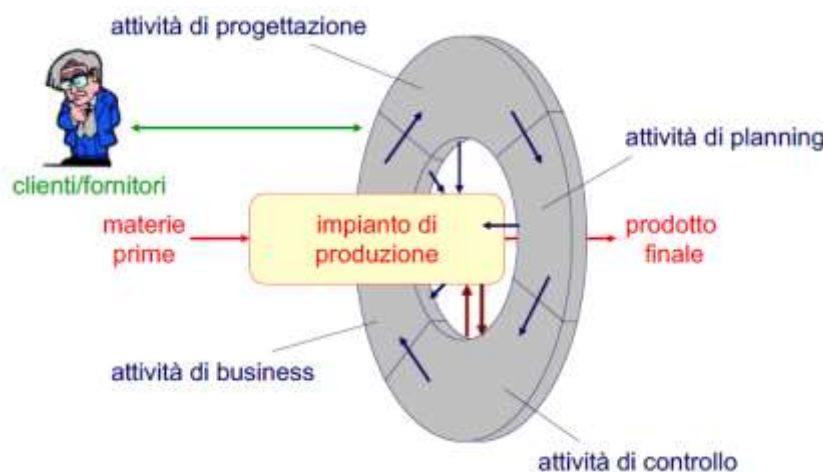 attività di progettazione
attività di planning
clienti/fornitori
materie
prime
impianto di
produzione
prodotto
finale
attività di business
attività di controllo